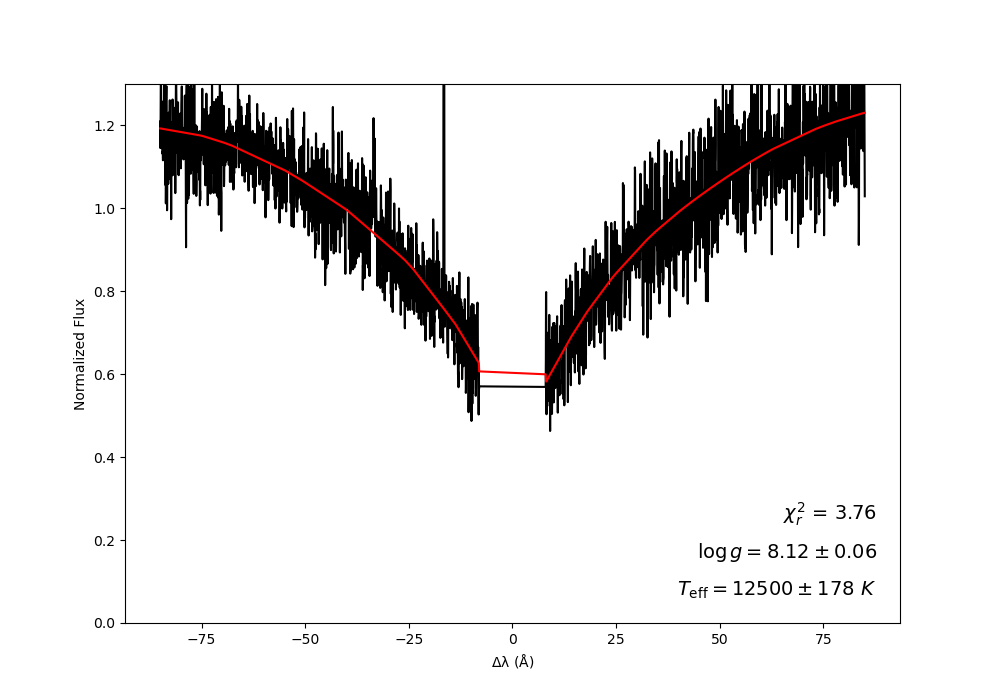 1.2
1.0
0.8
0.6
0.4
0.2
0.0
Normalized Flux
χ²ᵣ = 3.76
log g = 8.12 ± 0.06
T_eff = 12500 ± 178 K
−75 −50 −25 0 25 50 75
Δλ (Å)